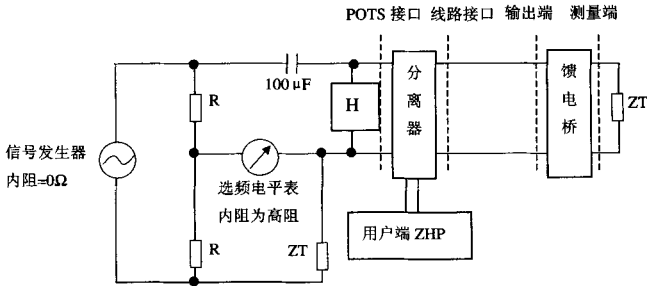 POTS 接口 线路接口 输出端 测量端
100 μF
R
H
分离器
馈电桥
ZT
信号发生器
内阻=0Ω
选频电平表
内阻为高阻
R
ZT
用户端 ZHP